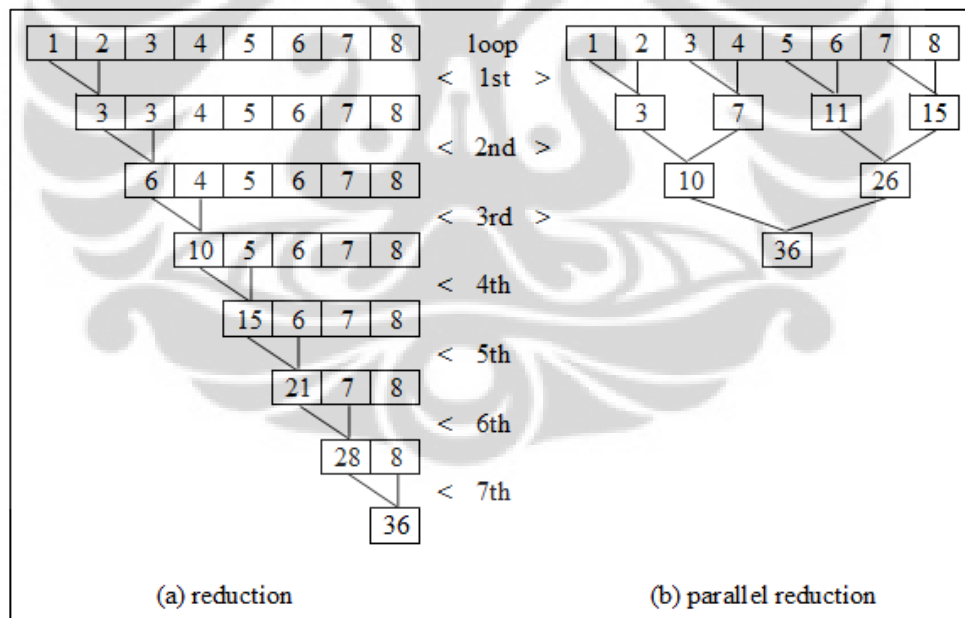 1 2 3 4 5 6 7 8 loop 1 2 3 4 5 6 7 8
< 1st >
3 3 4 5 6 7 8 3 7 11 15
< 2nd >
6 4 5 6 7 8 10 26
< 3rd >
10 5 6 7 8 36
< 4th
15 6 7 8
< 5th
21 7 8
< 6th
28 8
< 7th
36
(a) reduction (b) parallel reduction